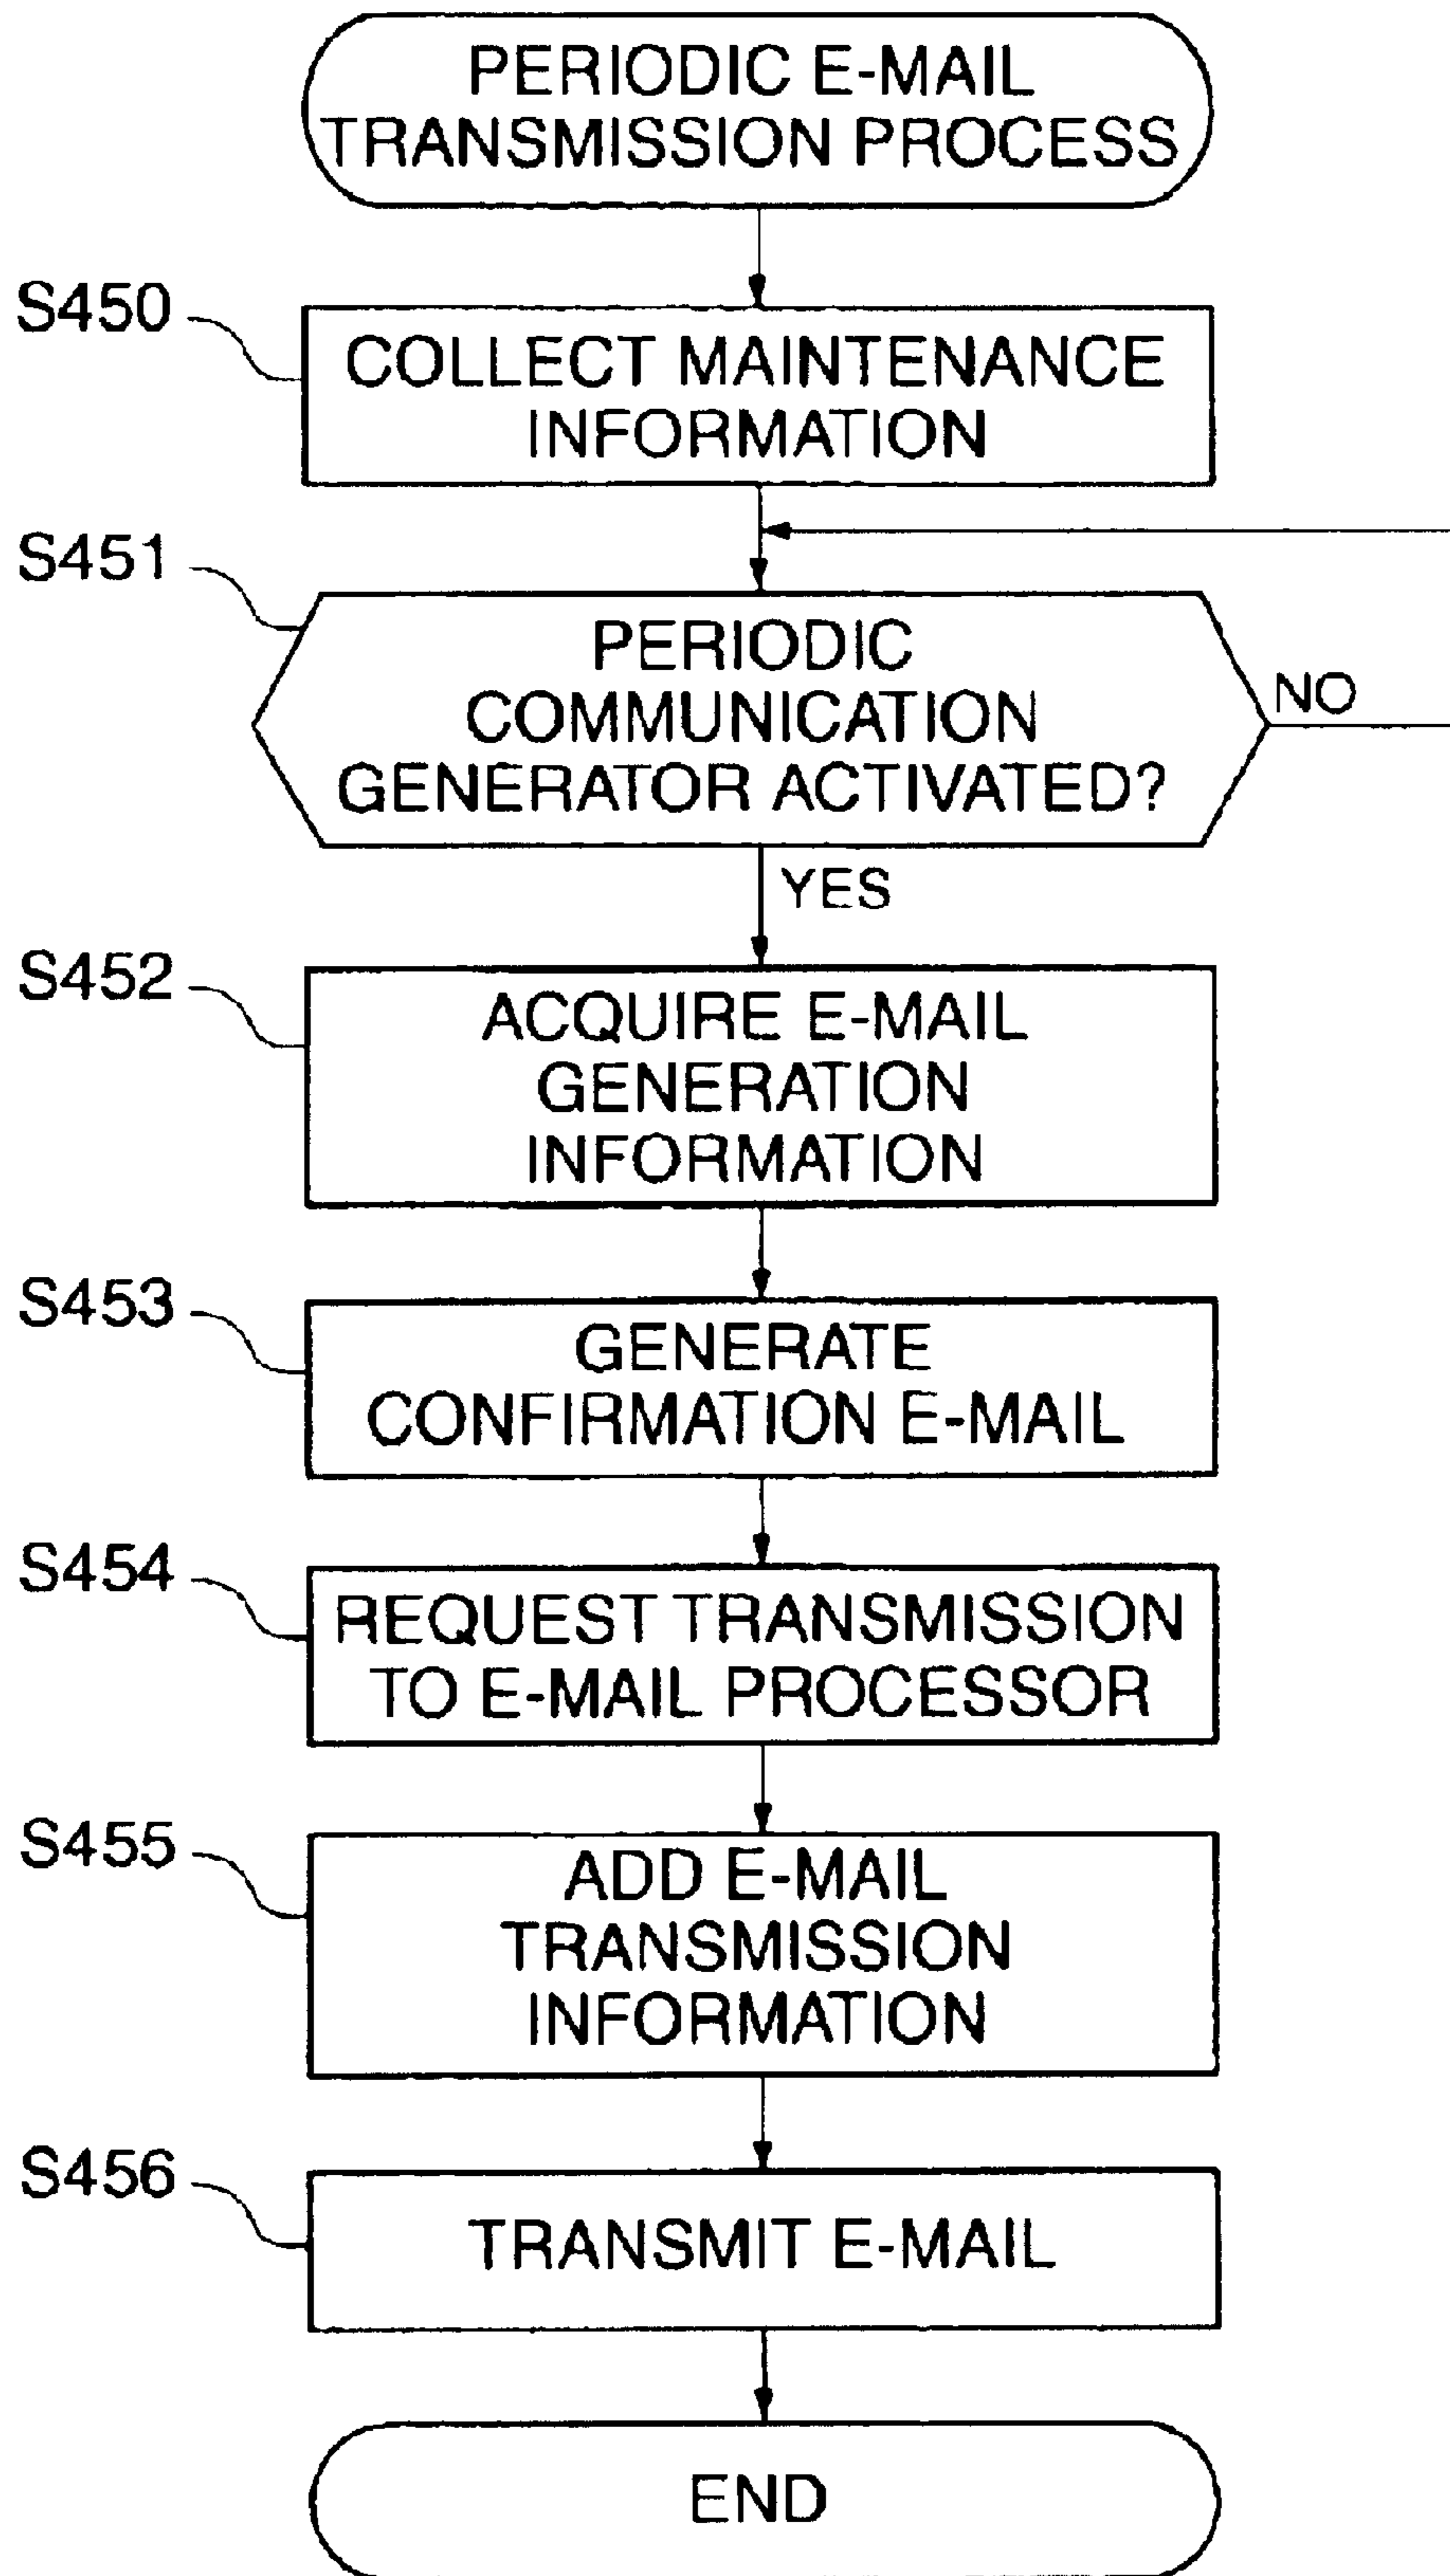 PERIODIC E-MAIL
TRANSMISSION PROCESS
S450
COLLECT MAINTENANCE
INFORMATION
S451
PERIODIC
COMMUNICATION
GENERATOR ACTIVATED?
NO
YES
S452
ACQUIRE E-MAIL
GENERATION
INFORMATION
S453
GENERATE
CONFIRMATION E-MAIL
S454
REQUEST TRANSMISSION
TO E-MAIL PROCESSOR
S455
ADD E-MAIL
TRANSMISSION
INFORMATION
S456
TRANSMIT E-MAIL
END